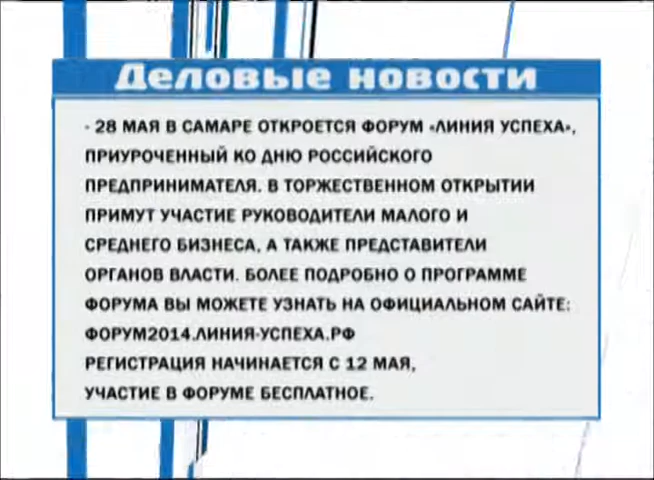 Деловые новости
- 28 МАЯ В САМАРЕ ОТКРОЕТСЯ ФОРУМ «ЛИНИЯ УСПЕХА»,
ПРИУРОЧЕННЫЙ КО ДНЮ РОССИЙСКОГО
ПРЕДПРИНИМАТЕЛЯ. В ТОРЖЕСТВЕННОМ ОТКРЫТИИ
ПРИМУТ УЧАСТИЕ РУКОВОДИТЕЛИ МАЛОГО И
СРЕДНЕГО БИЗНЕСА, А ТАКЖЕ ПРЕДСТАВИТЕЛИ
ОРГАНОВ ВЛАСТИ. БОЛЕЕ ПОДРОБНО О ПРОГРАММЕ
ФОРУМА ВЫ МОЖЕТЕ УЗНАТЬ НА ОФИЦИАЛЬНОМ САЙТЕ:
ФОРУМ2014.ЛИНИЯ-УСПЕХА.РФ
РЕГИСТРАЦИЯ НАЧИНАЕТСЯ С 12 МАЯ,
УЧАСТИЕ В ФОРУМЕ БЕСПЛАТНОЕ.